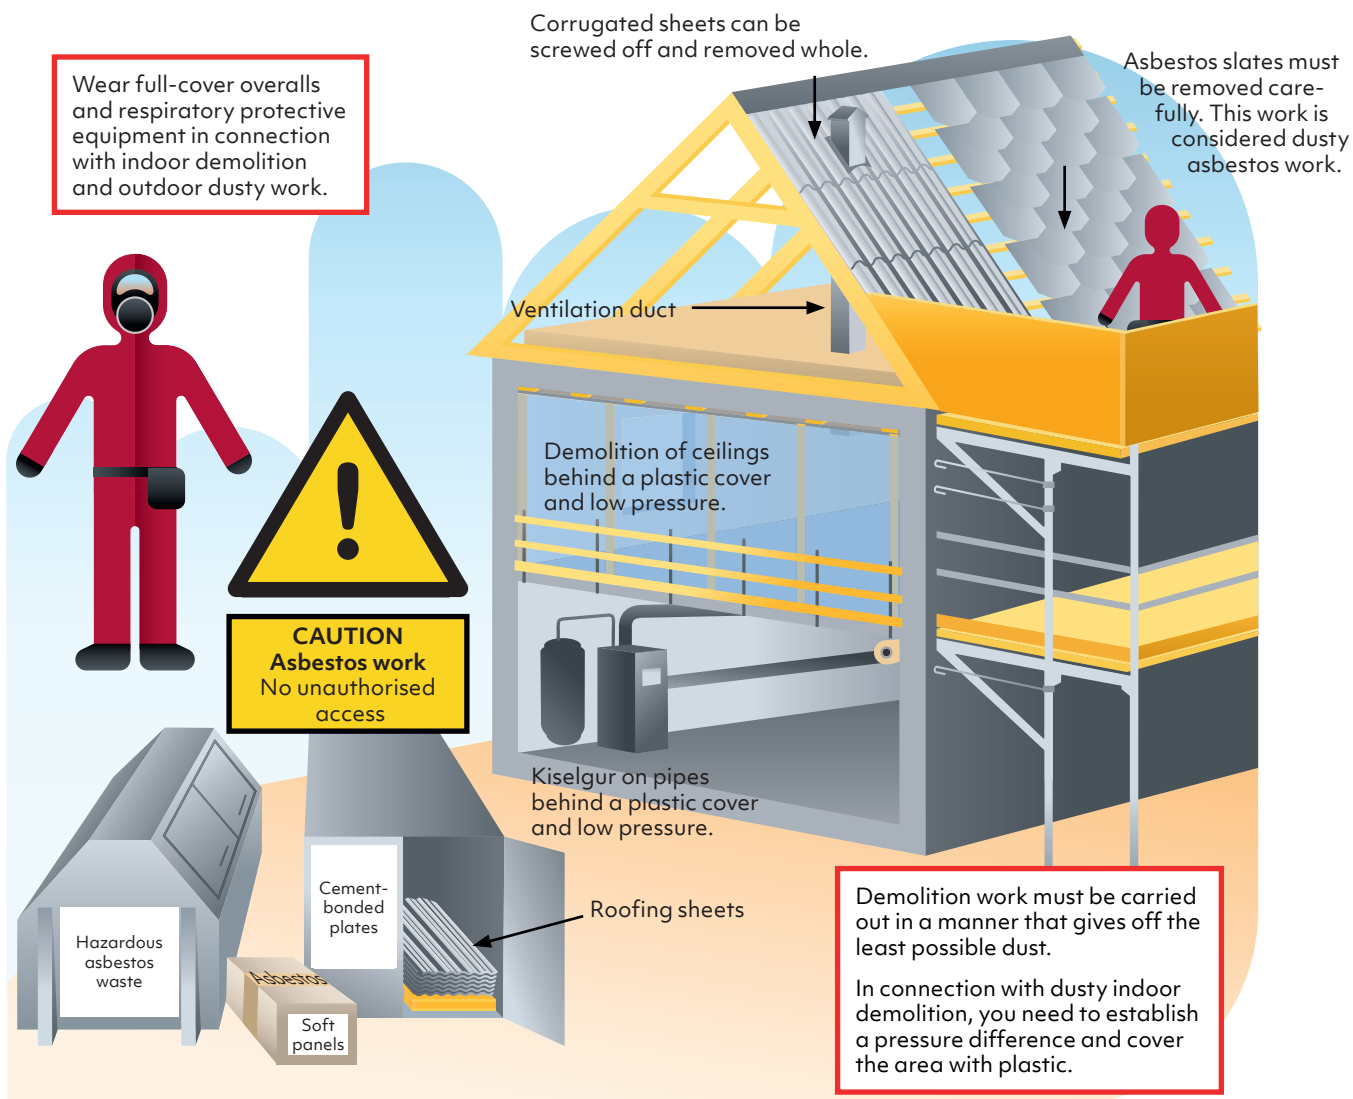 Corrugated sheets can be
screwed off and removed whole.
Wear full-cover overalls
and respiratory protective
equipment in connection
with indoor demolition
and outdoor dusty work.
Asbestos slates must
be removed care-
fully. This work is
considered dusty
asbestos work.
Ventilation duct
Demolition of ceilings
behind a plastic cover
and low pressure.
CAUTION
Asbestos work
No unauthorised
access
Kiselgur on pipes
behind a plastic cover
and low pressure.
Cement-
bonded
plates
Roofing sheets
Hazardous
asbestos
waste
Asbestos
Soft
panels
Demolition work must be carried
out in a manner that gives off the
least possible dust.
In connection with dusty indoor
demolition, you need to establish
a pressure difference and cover
the area with plastic.